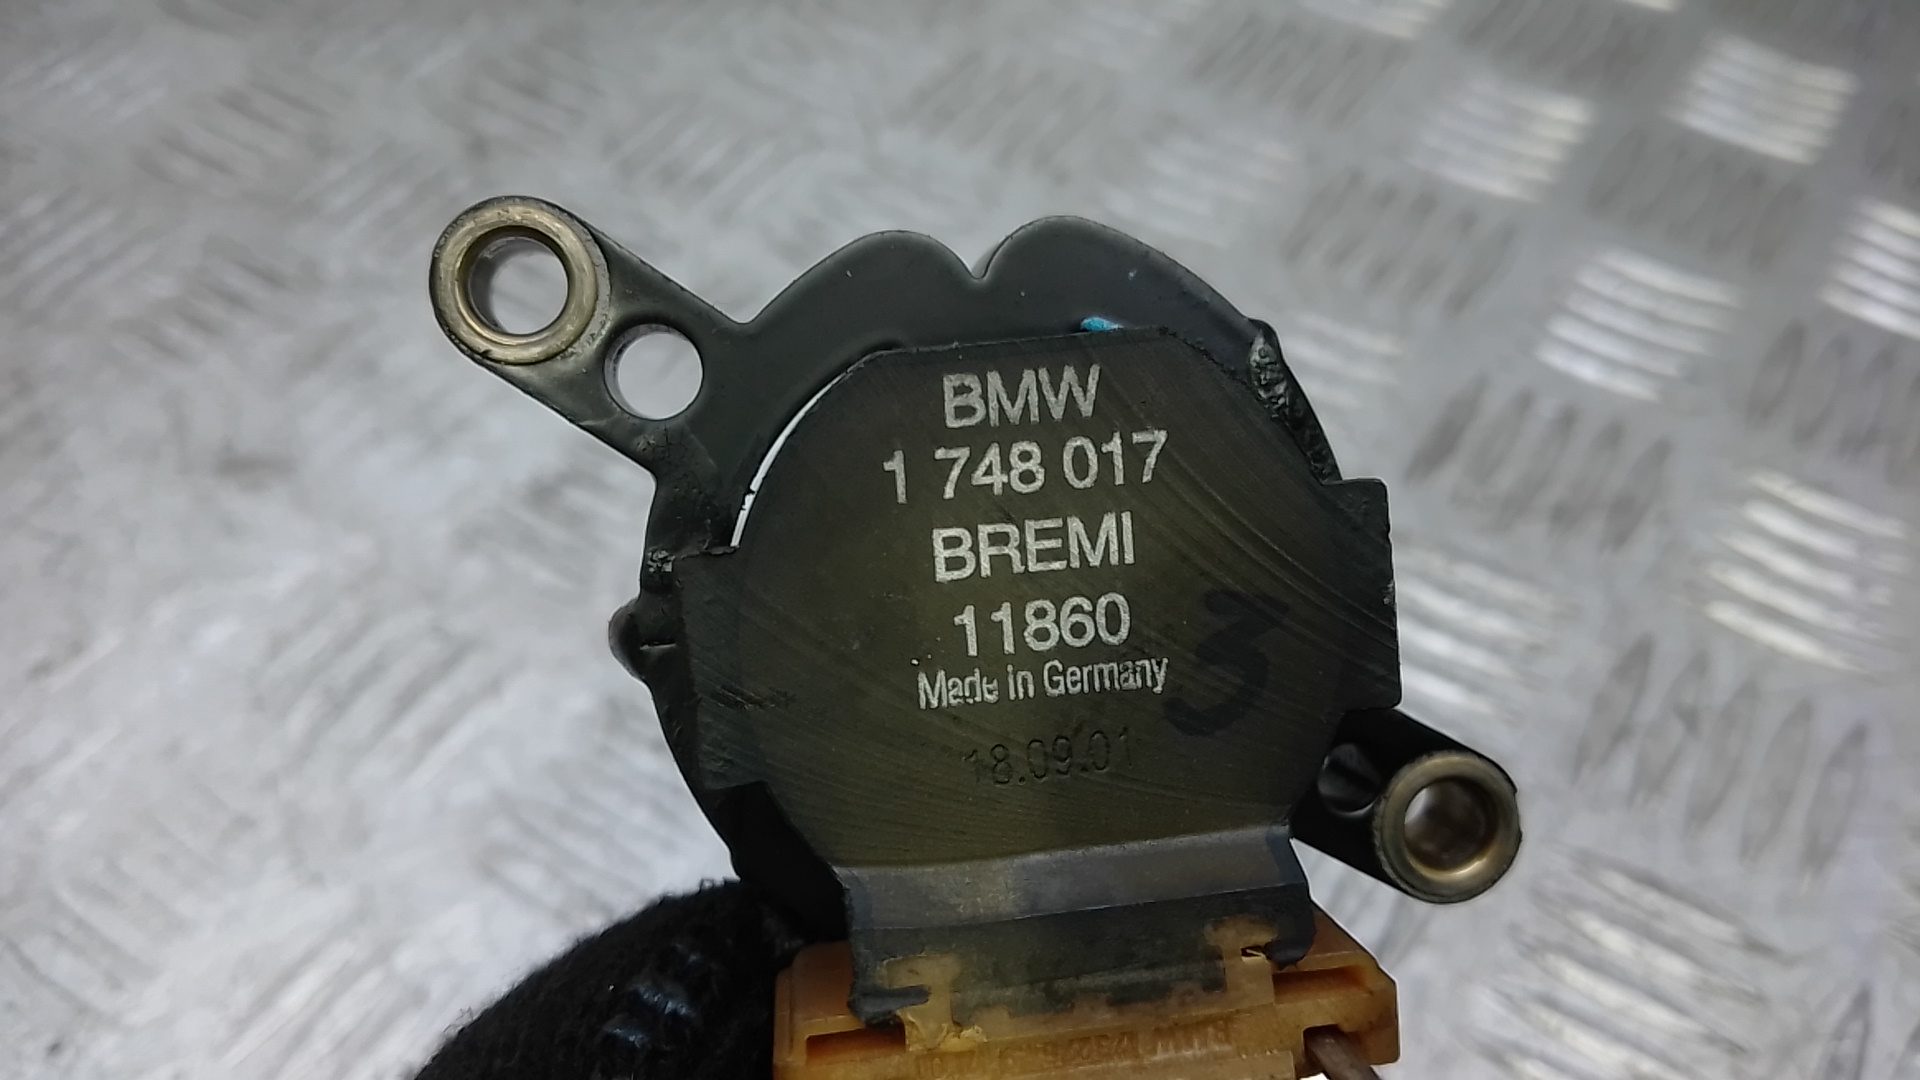 BMW
1 748 017
BREMI
11860
Made in Germany
3
18.09.01